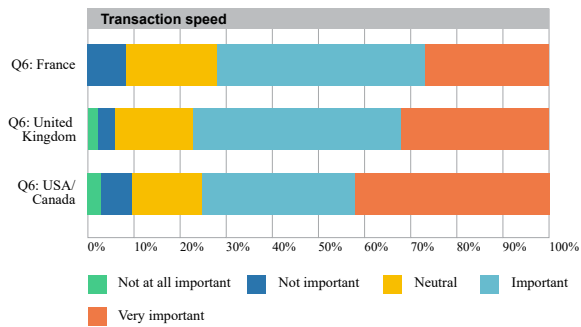 Transaction speed
Q6: France
Q6: United
Kingdom
Q6: USA/
Canada
0% 10% 20% 30% 40% 50% 60% 70% 80% 90% 100%
Not at all important Not important Neutral Important
Very important